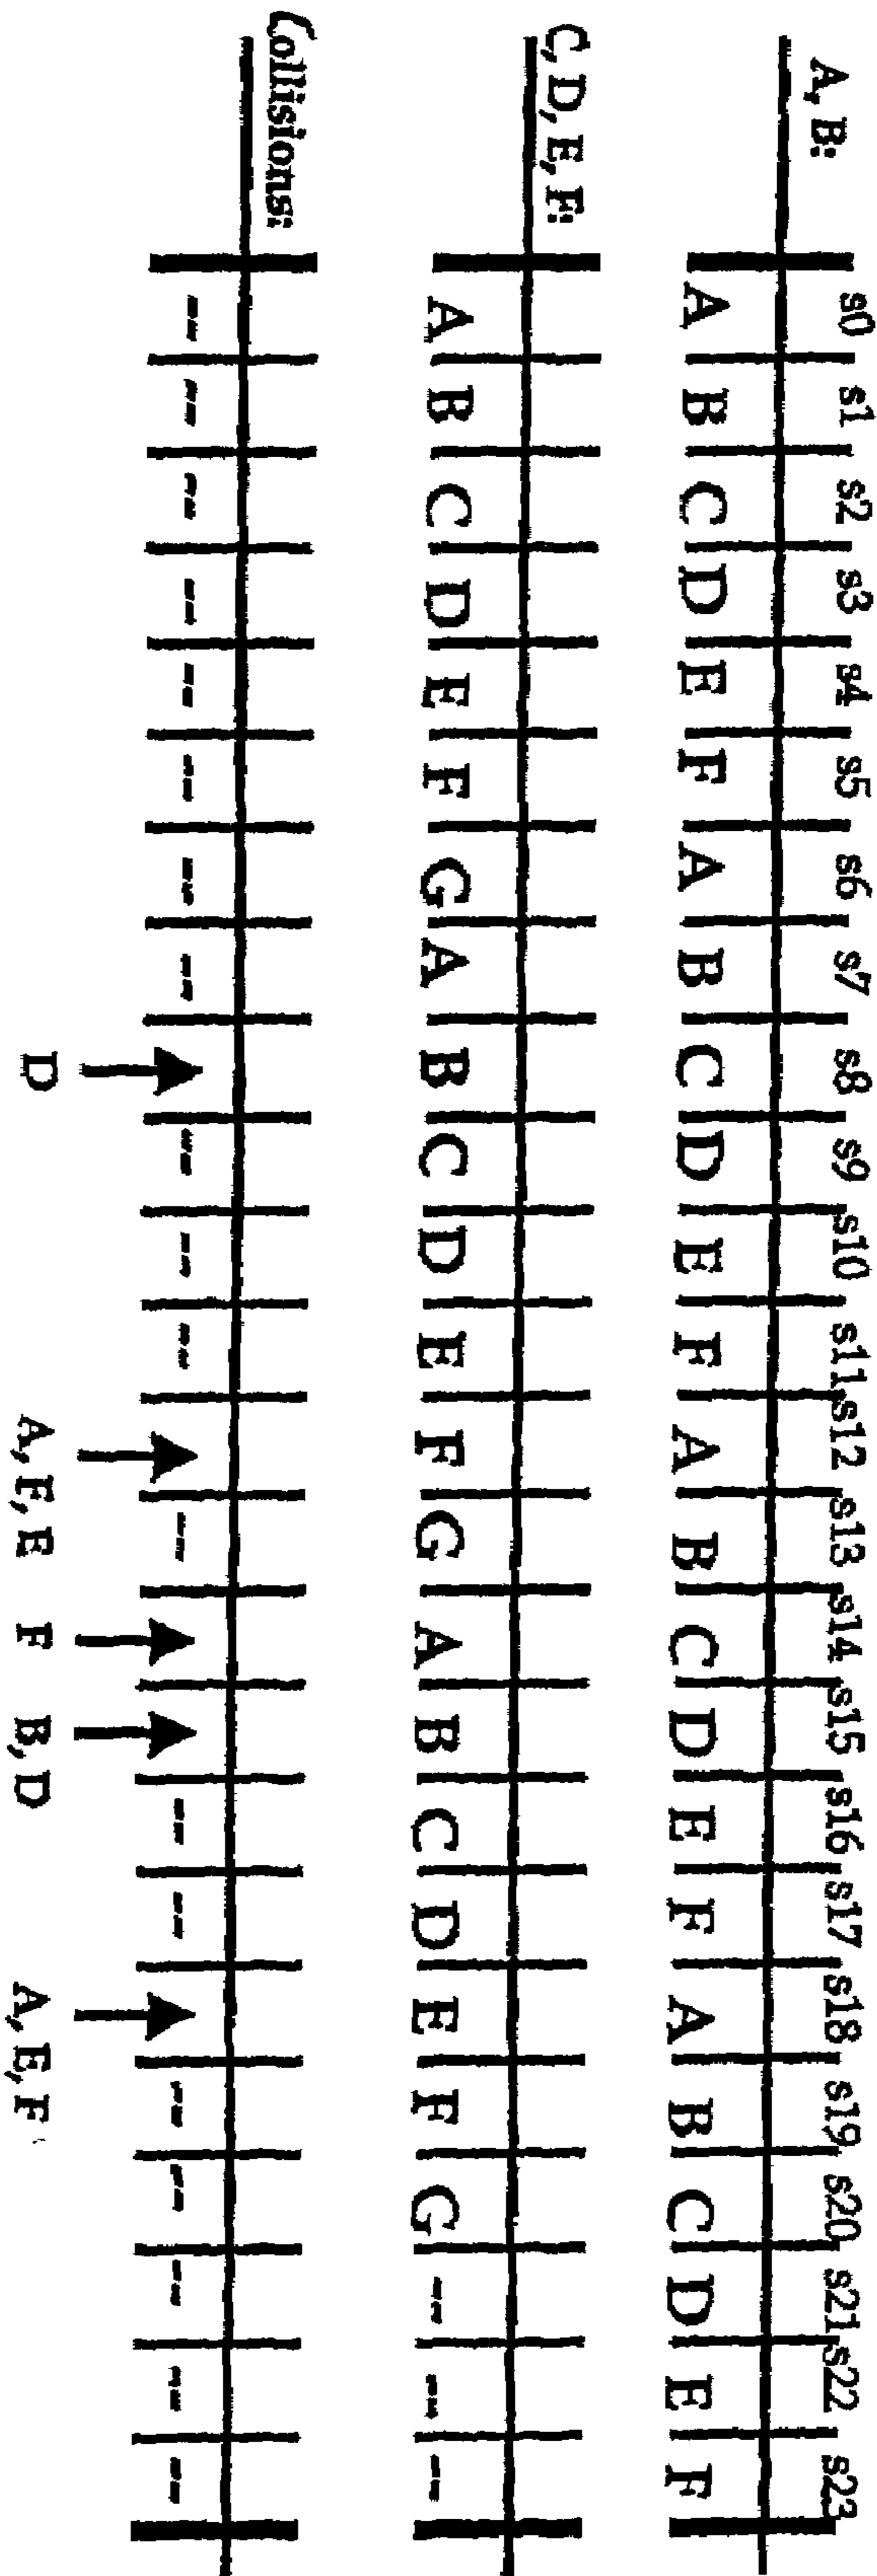 s0 s1 s2 s3 s4 s5 s6 s7 s8 s9 s10 s11 s12 s13 s14 s15 s16 s17 s18 s19 s20 s21 s22 s23
A, B:
A B C D E F A B C D E F A B C D E F A B C D E F
C, D, E, F:
A B C D E F G A B C D E F G A B C D E F G -- -- --
Collisions:
-- -- -- -- -- -- -- -- -- -- -- -- -- -- -- -- -- -- --
D A, F, E F B, D A, E, F